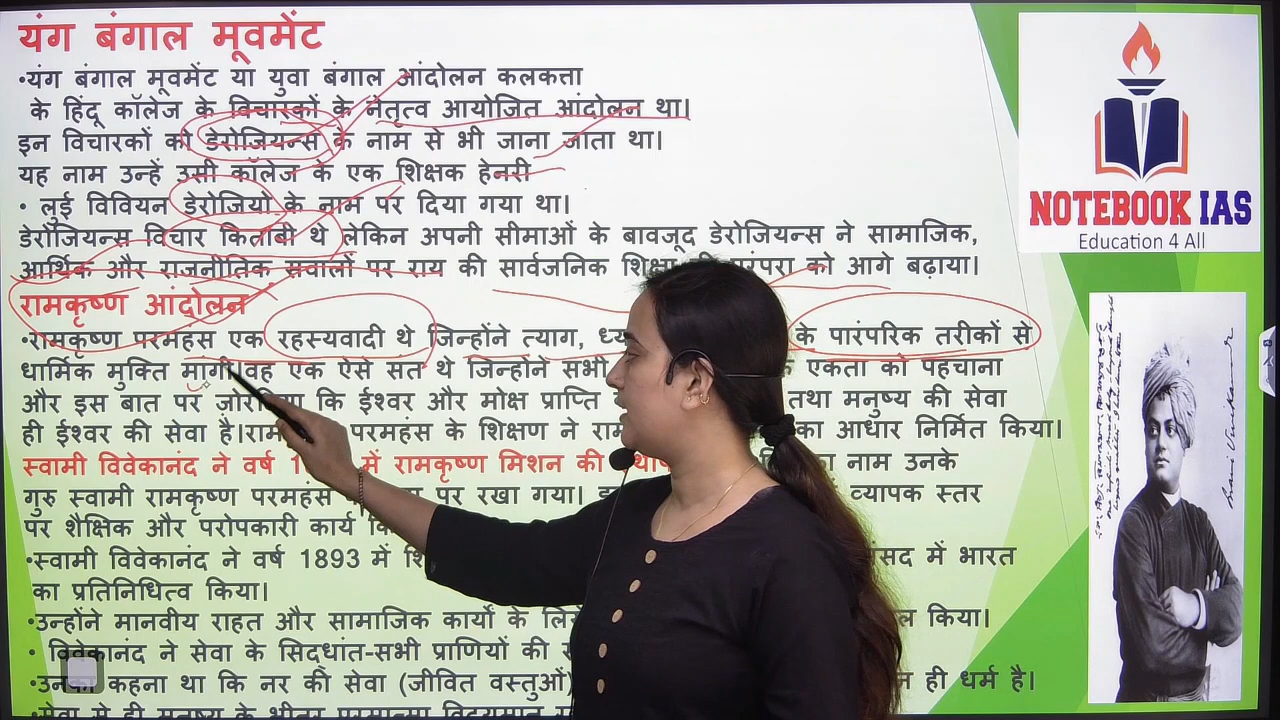 यंग बंगाल मूवमेंट
•यंग बंगाल मूवमेंट या युवा बंगाल आंदोलन कलकत्ता
के हिंदू कॉलेज के विचारकों के नेतृत्व आयोजित आंदोलन था।
इन विचारकों को डेरोजियन्स के नाम से भी जाना जाता था।
यह नाम उन्हें उसी कॉलेज के एक शिक्षक हेनरी
• लुई विवियन डेरोजियो के नाम पर दिया गया था।
डेरोजियन्स विचार किताबी थे लेकिन अपनी सीमाओं के बावजूद डेरोजियन्स ने सामाजिक,
आर्थिक और राजनीतिक सवालों पर राय की सार्वजनिक को आगे बढ़ाया।
रामकृष्ण आंदोलन
•रामकृष्ण परमहंस एक रहस्यवादी थे जिन्होंने त्याग, के पारंपरिक तरीकों से
धार्मिक मुक्ति मांगी।वह एक ऐसे संत थे जिन्होंने सभी एकता को पहचाना
और इस बात पर कि ईश्वर और मोक्ष प्राप्ति तथा मनुष्य की सेवा
ही ईश्वर की सेवा है। परमहंस के शिक्षण ने का आधार निर्मित किया।
स्वामी विवेकानंद ने वर्ष में रामकृष्ण मिशन की नाम उनके
गुरु स्वामी रामकृष्ण परमहंस पर रखा गया। व्यापक स्तर
पर शैक्षिक और परोपकारी कार्य
•स्वामी विवेकानंद ने वर्ष 1893 में में भारत
का प्रतिनिधित्व किया।
•उन्होंने मानवीय राहत और सामाजिक कार्यों के किया।
• विवेकानंद ने सेवा के सिद्धांत-सभी प्राणियों की
• कहना था कि नर की सेवा (जीवित वस्तुओं) ही धर्म है।
NOTEBOOK IAS
Education 4 All